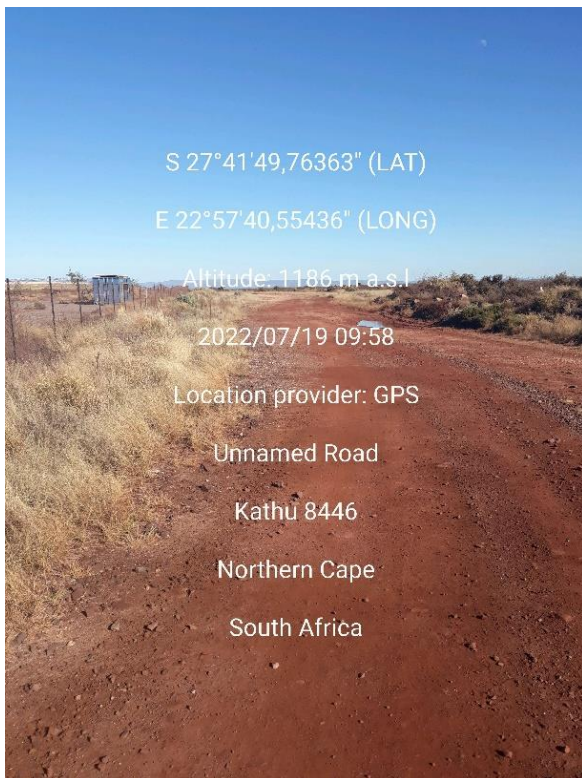 S 27°41'49,76363" (LAT)
E 22°57'40,55436" (LONG)
Altitude: 1186 m a.s.l
2022/07/19 09:58
Location provider: GPS
Unnamed Road
Kathu 8446
Northern Cape
South Africa